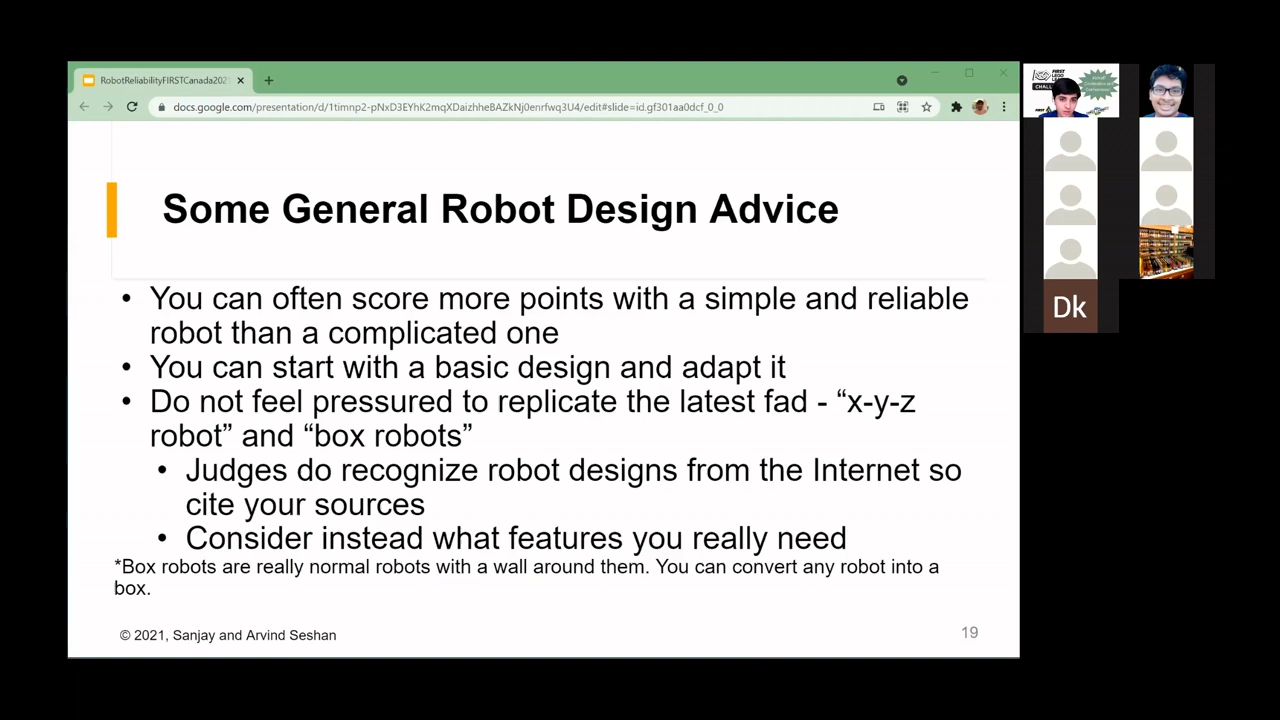 RobotReliabilityFIRSTCanada202
docs.google.com/presentation/d/1timnp2-pNxD3EYhK2mqXDaizhheBAZkNj0enrfwq3U4/edit#slide=id.gf301aa0dcf_0_0
Some General Robot Design Advice
• You can often score more points with a simple and reliable
robot than a complicated one
• You can start with a basic design and adapt it
• Do not feel pressured to replicate the latest fad - “x-y-z
robot” and “box robots”
• Judges do recognize robot designs from the Internet so
cite your sources
• Consider instead what features you really need
*Box robots are really normal robots with a wall around them. You can convert any robot into a
box.
© 2021, Sanjay and Arvind Seshan
19
FIRST
LEGO
Dk